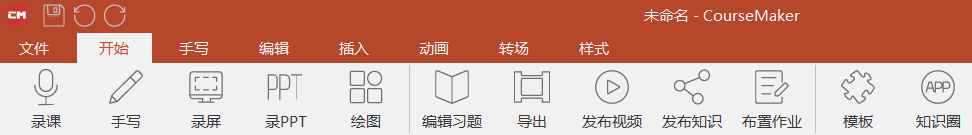 CM 未命名 - CourseMaker
文件 开始 手写 编辑 插入 动画 转场 样式
PPT APP
录课 手写 录屏 录PPT 绘图 编辑习题 导出 发布视频 发布知识 布置作业 模板 知识圈